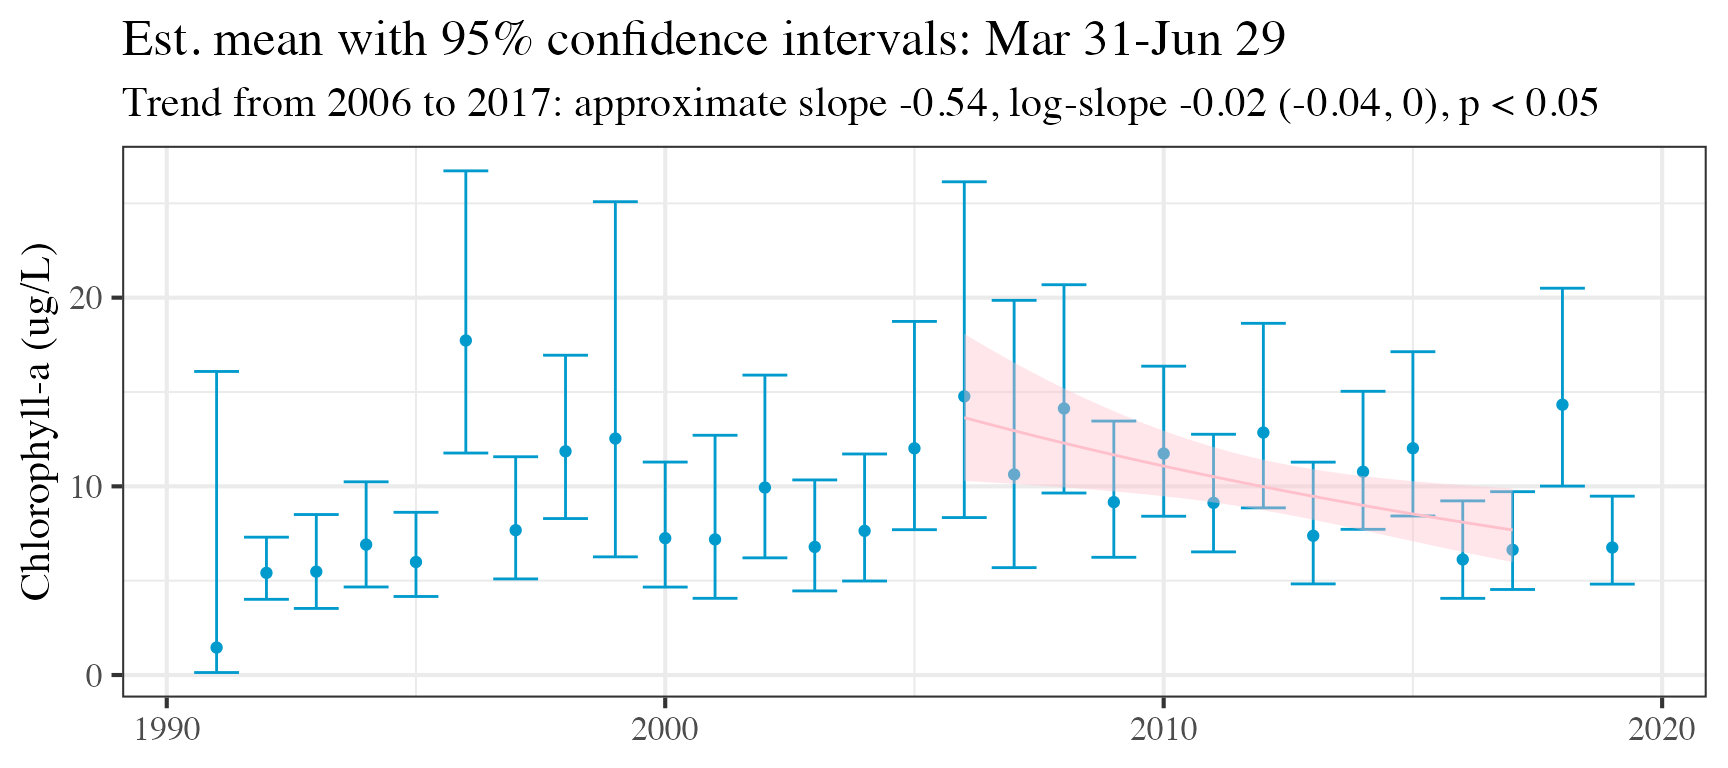 Est. mean with 95% confidence intervals: Mar 31-Jun 29
Trend from 2006 to 2017: approximate slope -0.54, log-slope -0.02 (-0.04, 0), p < 0.05
Chlorophyll-a (ug/L)
20
10
0
1990
2000
2010
2020